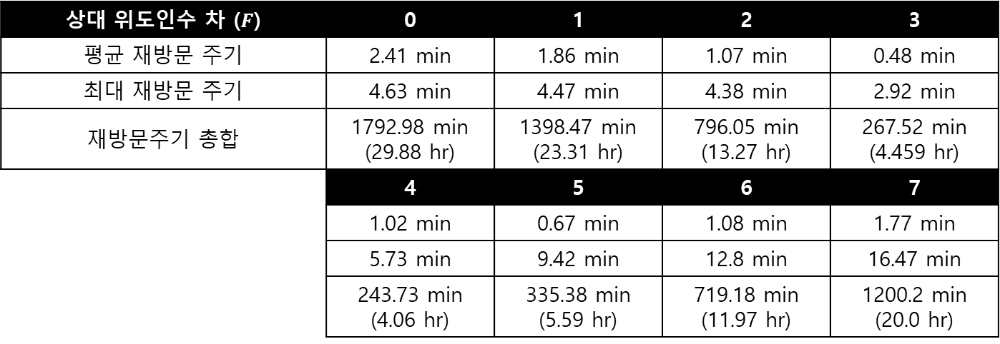 상대 위도인수 차 (F) 0 1 2 3
평균 재방문 주기 2.41 min 1.86 min 1.07 min 0.48 min
최대 재방문 주기 4.63 min 4.47 min 4.38 min 2.92 min
재방문주기 총합 1792.98 min 1398.47 min 796.05 min 267.52 min
(29.88 hr) (23.31 hr) (13.27 hr) (4.459 hr)
4 5 6 7
1.02 min 0.67 min 1.08 min 1.77 min
5.73 min 9.42 min 12.8 min 16.47 min
243.73 min 335.38 min 719.18 min 1200.2 min
(4.06 hr) (5.59 hr) (11.97 hr) (20.0 hr)